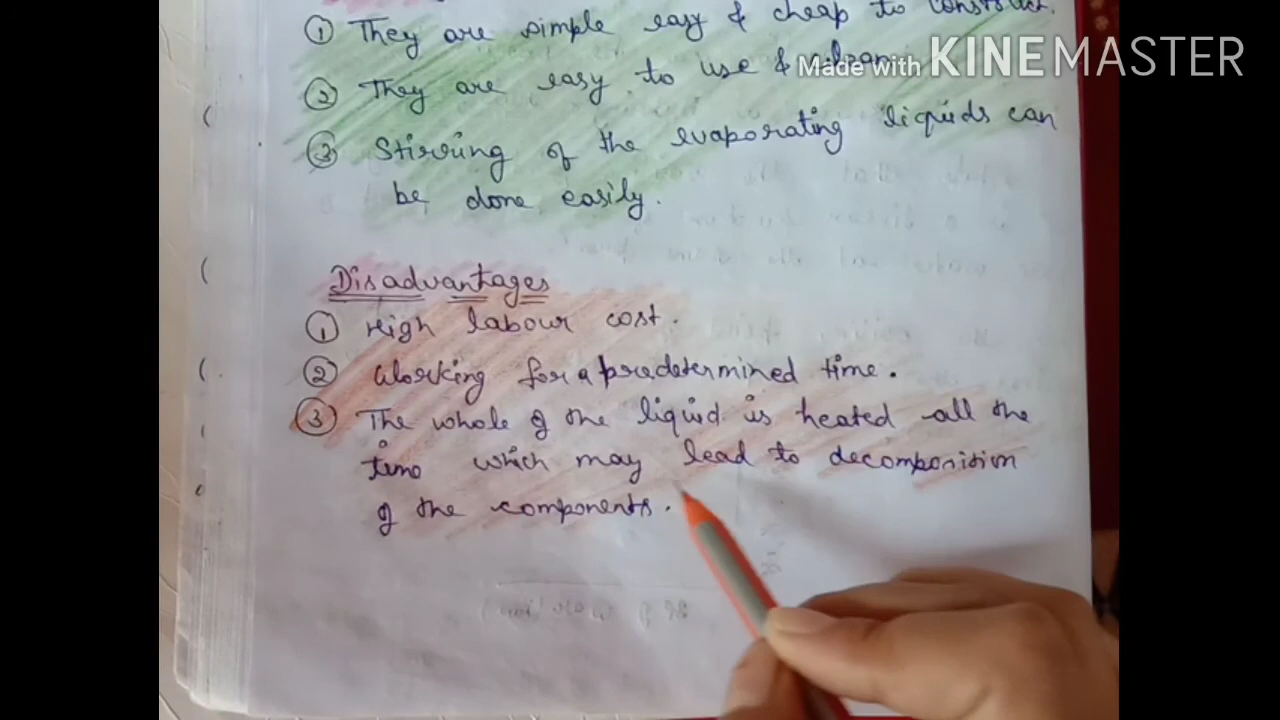 ① They are simple easy & cheap to construct.
② They are easy to use & clean
Made with KINEMASTER
③ Stirring of the evaporating liquids can
be done easily.
Disadvantages
① High labour cost.
② Working for a predetermined time.
③ The whole of the liquid is heated all the
time which may lead to decomposition
of the components.